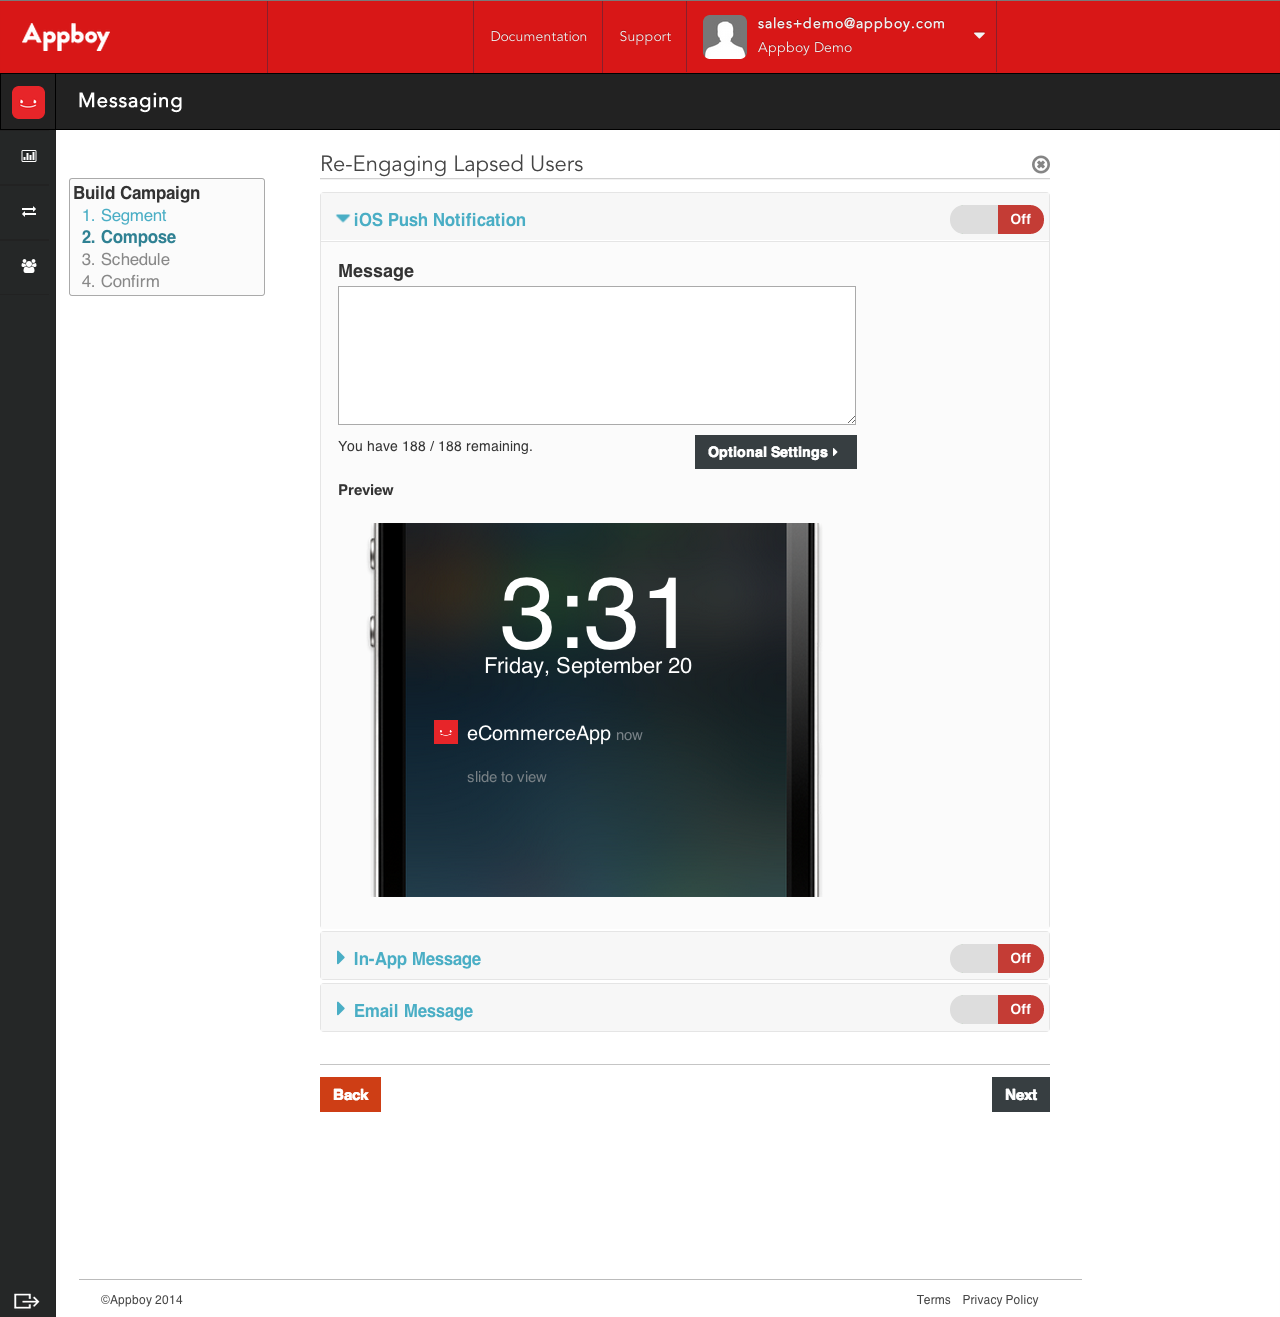 Appboy
Documentation
Support
sales+demo@appboy.com
Appboy Demo
Messaging
Build Campaign
1. Segment
2. Compose
3. Schedule
4. Confirm
Re-Engaging Lapsed Users
iOS Push Notification
Off
Message
You have 188 / 188 remaining.
Optional Settings
Preview
3:31
Friday, September 20
eCommerceApp now
slide to view
In-App Message
Off
Email Message
Off
Back
Next
©Appboy 2014
Terms Privacy Policy